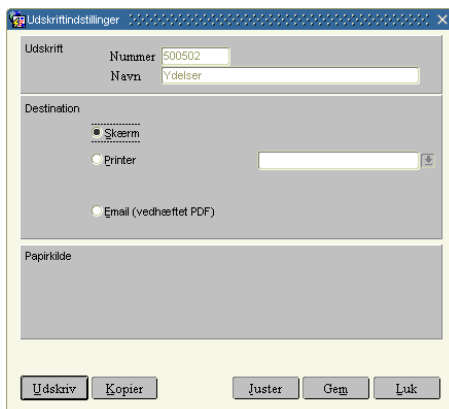 Udskriftindstillinger
Udskrift
Nummer 500502
Navn Ydelser
Destination
Skærm
Printer
Email (vedhæftet PDF)
Papirkilde
Udskriv Kopier Juster Gem Luk